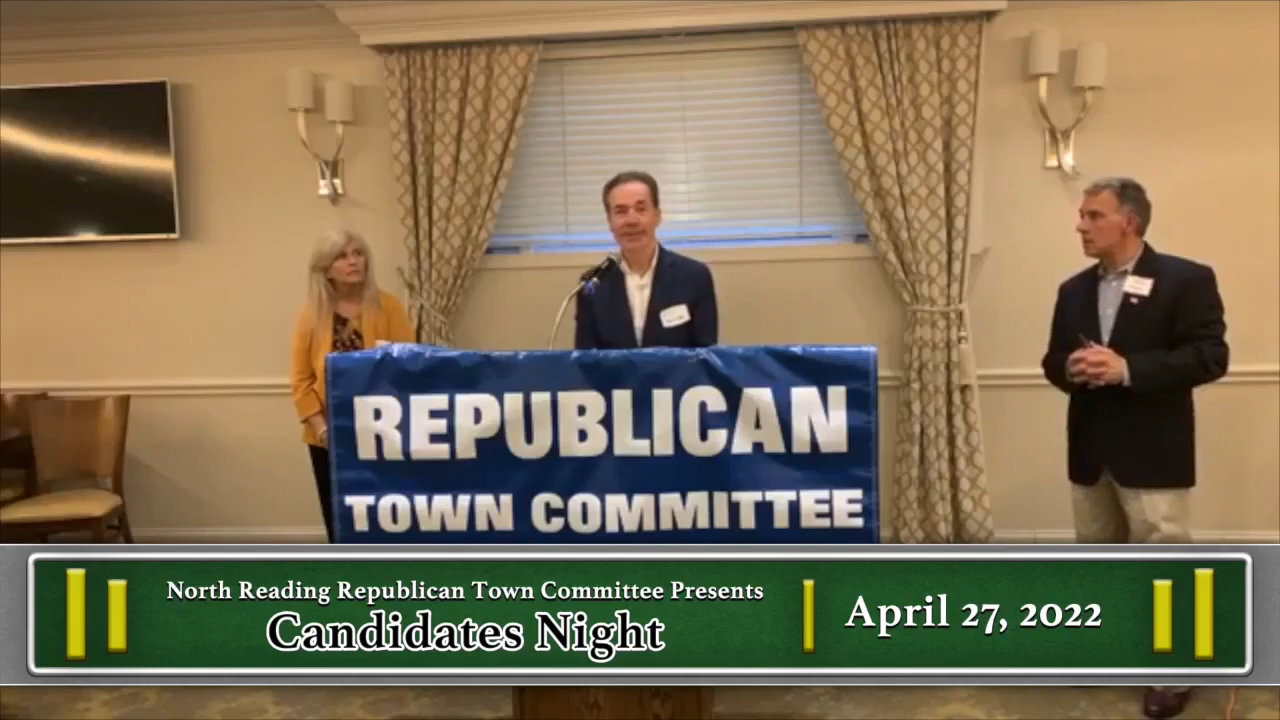 REPUBLICAN
TOWN COMMITTEE
North Reading Republican Town Committee Presents
Candidates Night
April 27, 2022